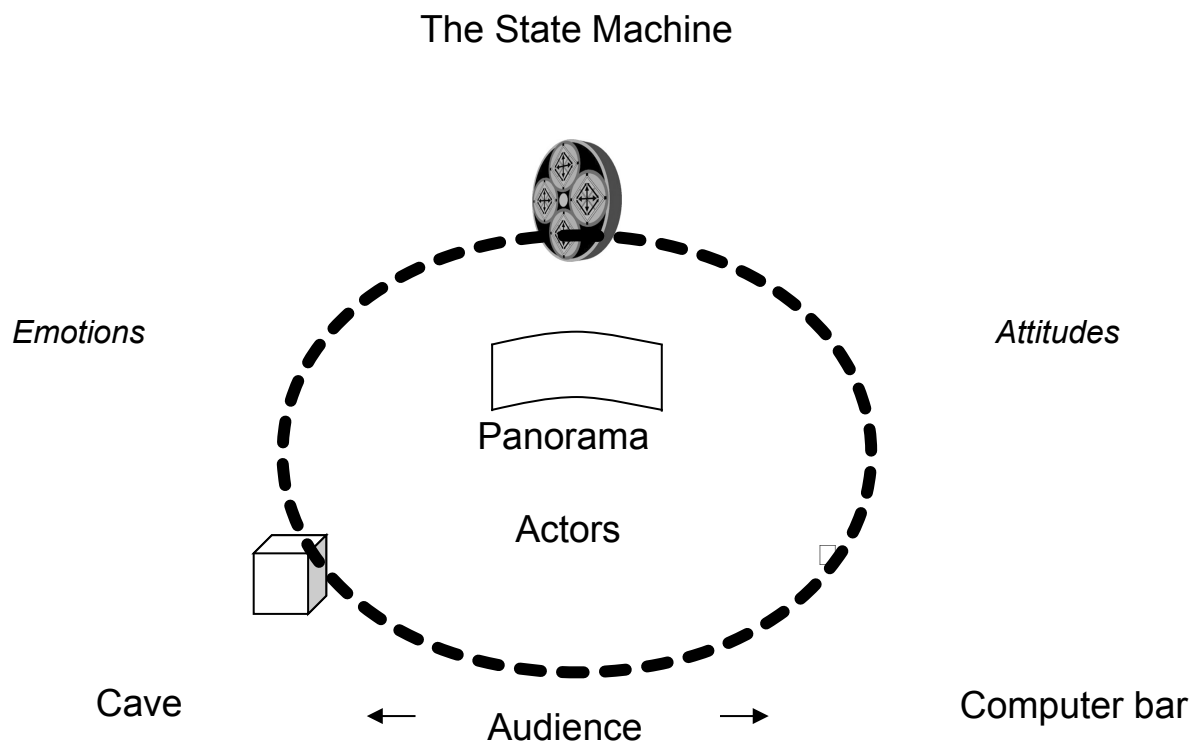 The State Machine
Emotions
Attitudes
Panorama
Actors
Cave
Audience
Computer bar